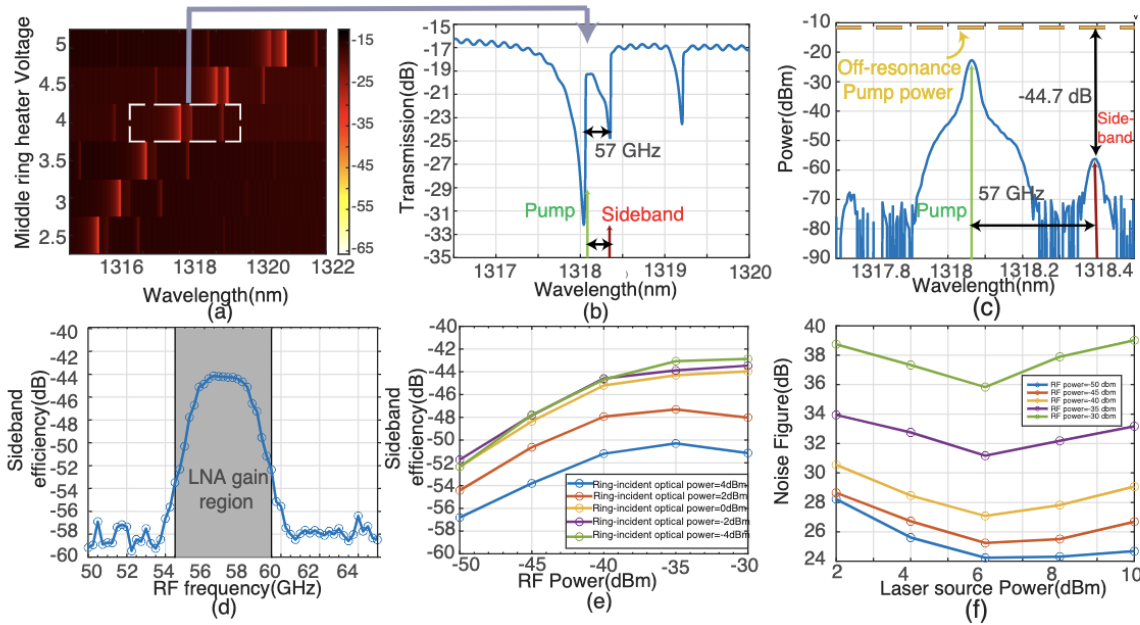 Middle ring heater Voltage
5
4.5
4
3.5
3
2.5
1316
1318
1320
1322
Wavelength(nm)
(a)
-15
-25
-35
-45
-55
-65
Transmission(dB)
-13
-15
-17
-19
-21
-23
-25
-27
-29
-31
-33
-35
57 GHz
Pump
Sideband
1317
1318
1319
1320
Wavelength(nm)
(b)
Power(dBm)
-10
-20
-30
-40
-50
-60
-70
-80
-90
Off-resonance
Pump power
-44.7 dB
Side-
band
57 GHz
Pump
1317.8
1318
1318.2
1318.4
Wavelength(nm)
(c)
Sideband
efficiency(dB)
-40
-42
-44
-46
-48
-50
-52
-54
-56
-58
-60
LNA gain
region
50
52
54
56
58
60
62
64
RF frequency(GHz)
(d)
Sideband
efficiency(dB)
-40
-42
-44
-46
-48
-50
-52
-54
-56
-58
-60
Ring-incident optical power=4dBm
Ring-incident optical power=2dBm
Ring-incident optical power=0dBm
Ring-incident optical power=-2dBm
Ring-incident optical power=-4dBm
-50
-45
-40
-35
-30
RF Power(dBm)
(e)
Noise Figure(dB)
40
38
36
34
32
30
28
26
24
RF power=-50 dbm
RF power=-45 dbm
RF power=-40 dbm
RF power=-35 dbm
RF power=-30 dbm
2
4
6
8
10
Laser source Power(dBm)
(f)